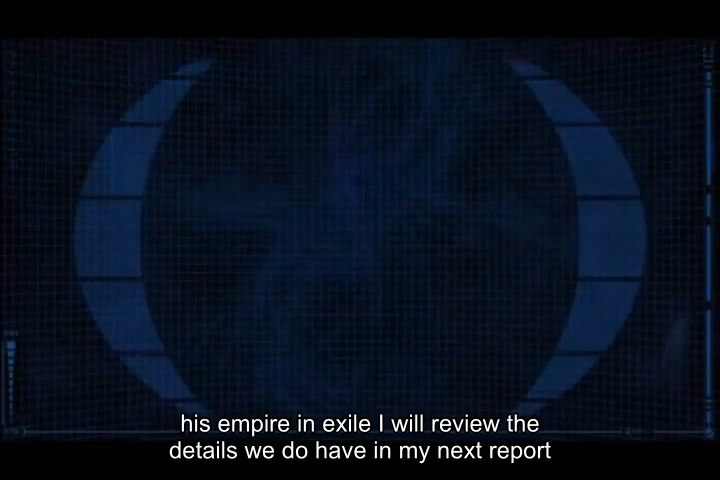 his empire in exile I will review the
details we do have in my next report